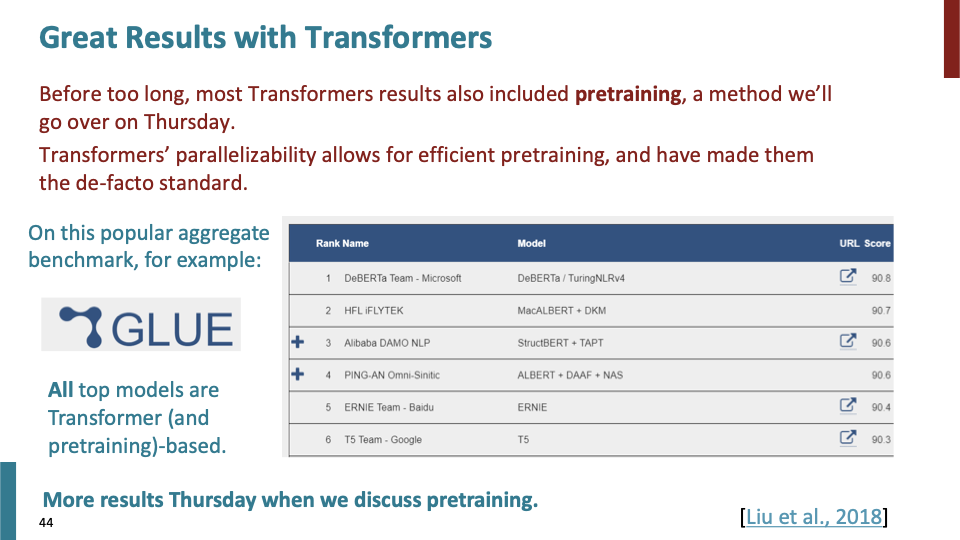 Great Results with Transformers
Before too long, most Transformers results also included pretraining, a method we'll
go over on Thursday.
Transformers' parallelizability allows for efficient pretraining, and have made them
the de-facto standard.
On this popular aggregate
benchmark, for example:
GLUE
All top models are
Transformer (and
pretraining)-based.
Rank Name Model URL Score
1 DeBERTa Team - Microsoft DeBERTa / TuringNLRv4 90.8
2 HFL iFLYTEK MacALBERT + DKM 90.7
3 Alibaba DAMO NLP StructBERT + TAPT 90.6
4 PING-AN Omni-Sinitic ALBERT + DAAF + NAS 90.6
5 ERNIE Team - Baidu ERNIE 90.4
6 T5 Team - Google T5 90.3
More results Thursday when we discuss pretraining.
44
[Liu et al., 2018]